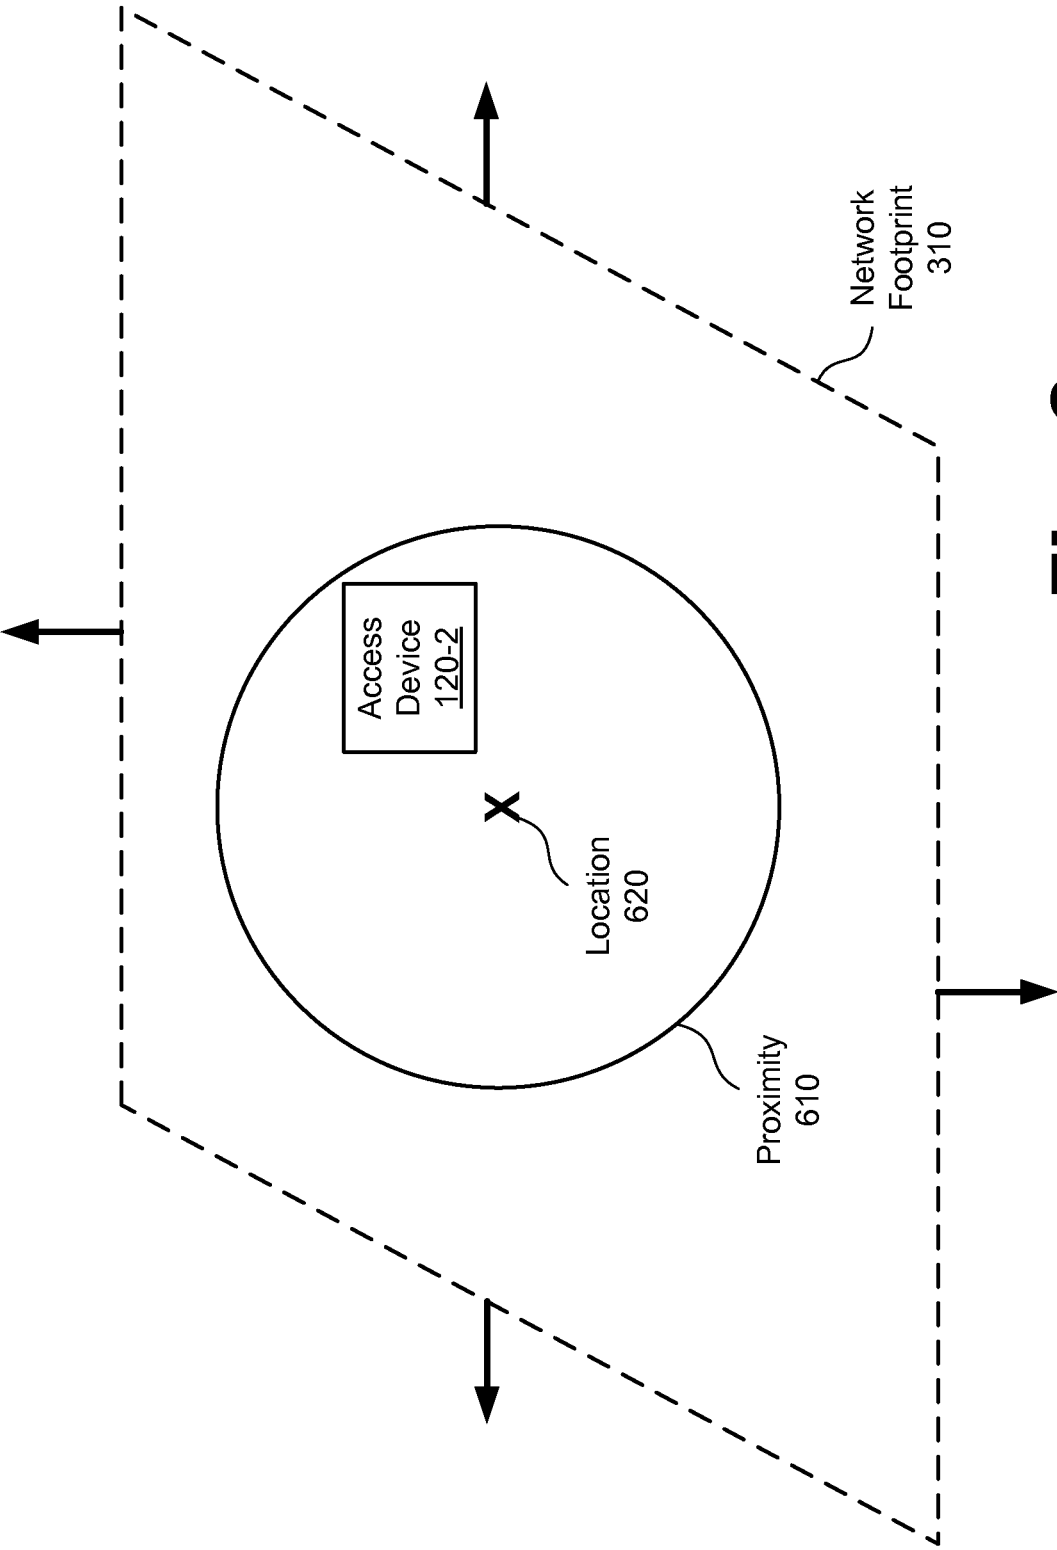 Access
Device
120-2
Location
620
Proximity
610
Network
Footprint
310